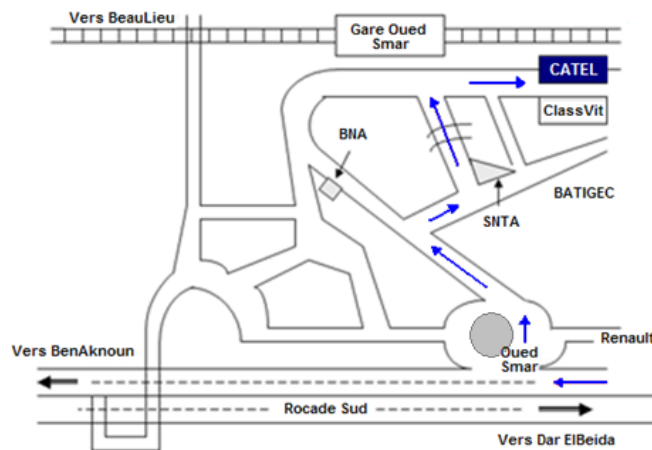 Vers BeauLieu
Gare Oued
Smar
CATEL
ClassVit
BNA
BATIGEC
SNTA
Renault
Oued
Smar
Vers BenAknoun
Rocade Sud
Vers Dar ElBeida